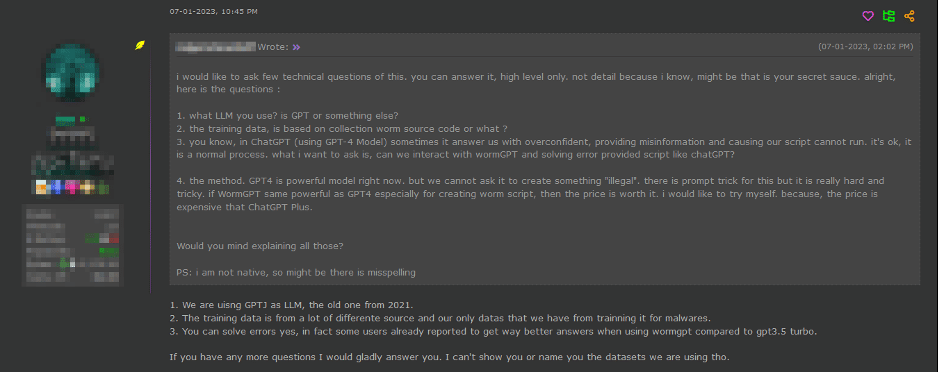 07-01-2023, 10:45 PM
Wrote:
(07-01-2023, 02:02 PM)
i would like to ask few technical questions of this. you can answer it, high level only. not detail because i know, might be that is your secret sauce. alright,
here is the questions :
1. what LLM you use? is GPT or something else?
2. the training data, is based on collection worm source code or what ?
3. you know, in ChatGPT (using GPT-4 Model) sometimes it answer us with overconfident, providing misinformation and causing our script cannot run. it's ok, it
is a normal process. what i want to ask is, can we interact with wormGPT and solving error provided script like chatGPT?
4. the method. GPT4 is powerful model right now. but we cannot ask it to create something "illegal". there is prompt trick for this but it is really hard and
tricky. if WormGPT same powerful as GPT4 especially for creating worm script, then the price is worth it. i would like to try myself. because, the price is
expensive that ChatGPT Plus.
Would you mind explaining all those?
PS: i am not native, so might be there is misspelling
1. We are uisng GPTJ as LLM, the old one from 2021.
2. The training data is from a lot of differente source and our only datas that we have from trainning it for malwares.
3. You can solve errors yes, in fact some users already reported to get way better answers when using wormgpt compared to gpt3.5 turbo.
If you have any more questions I would gladly answer you. I can't show you or name you the datasets we are using tho.